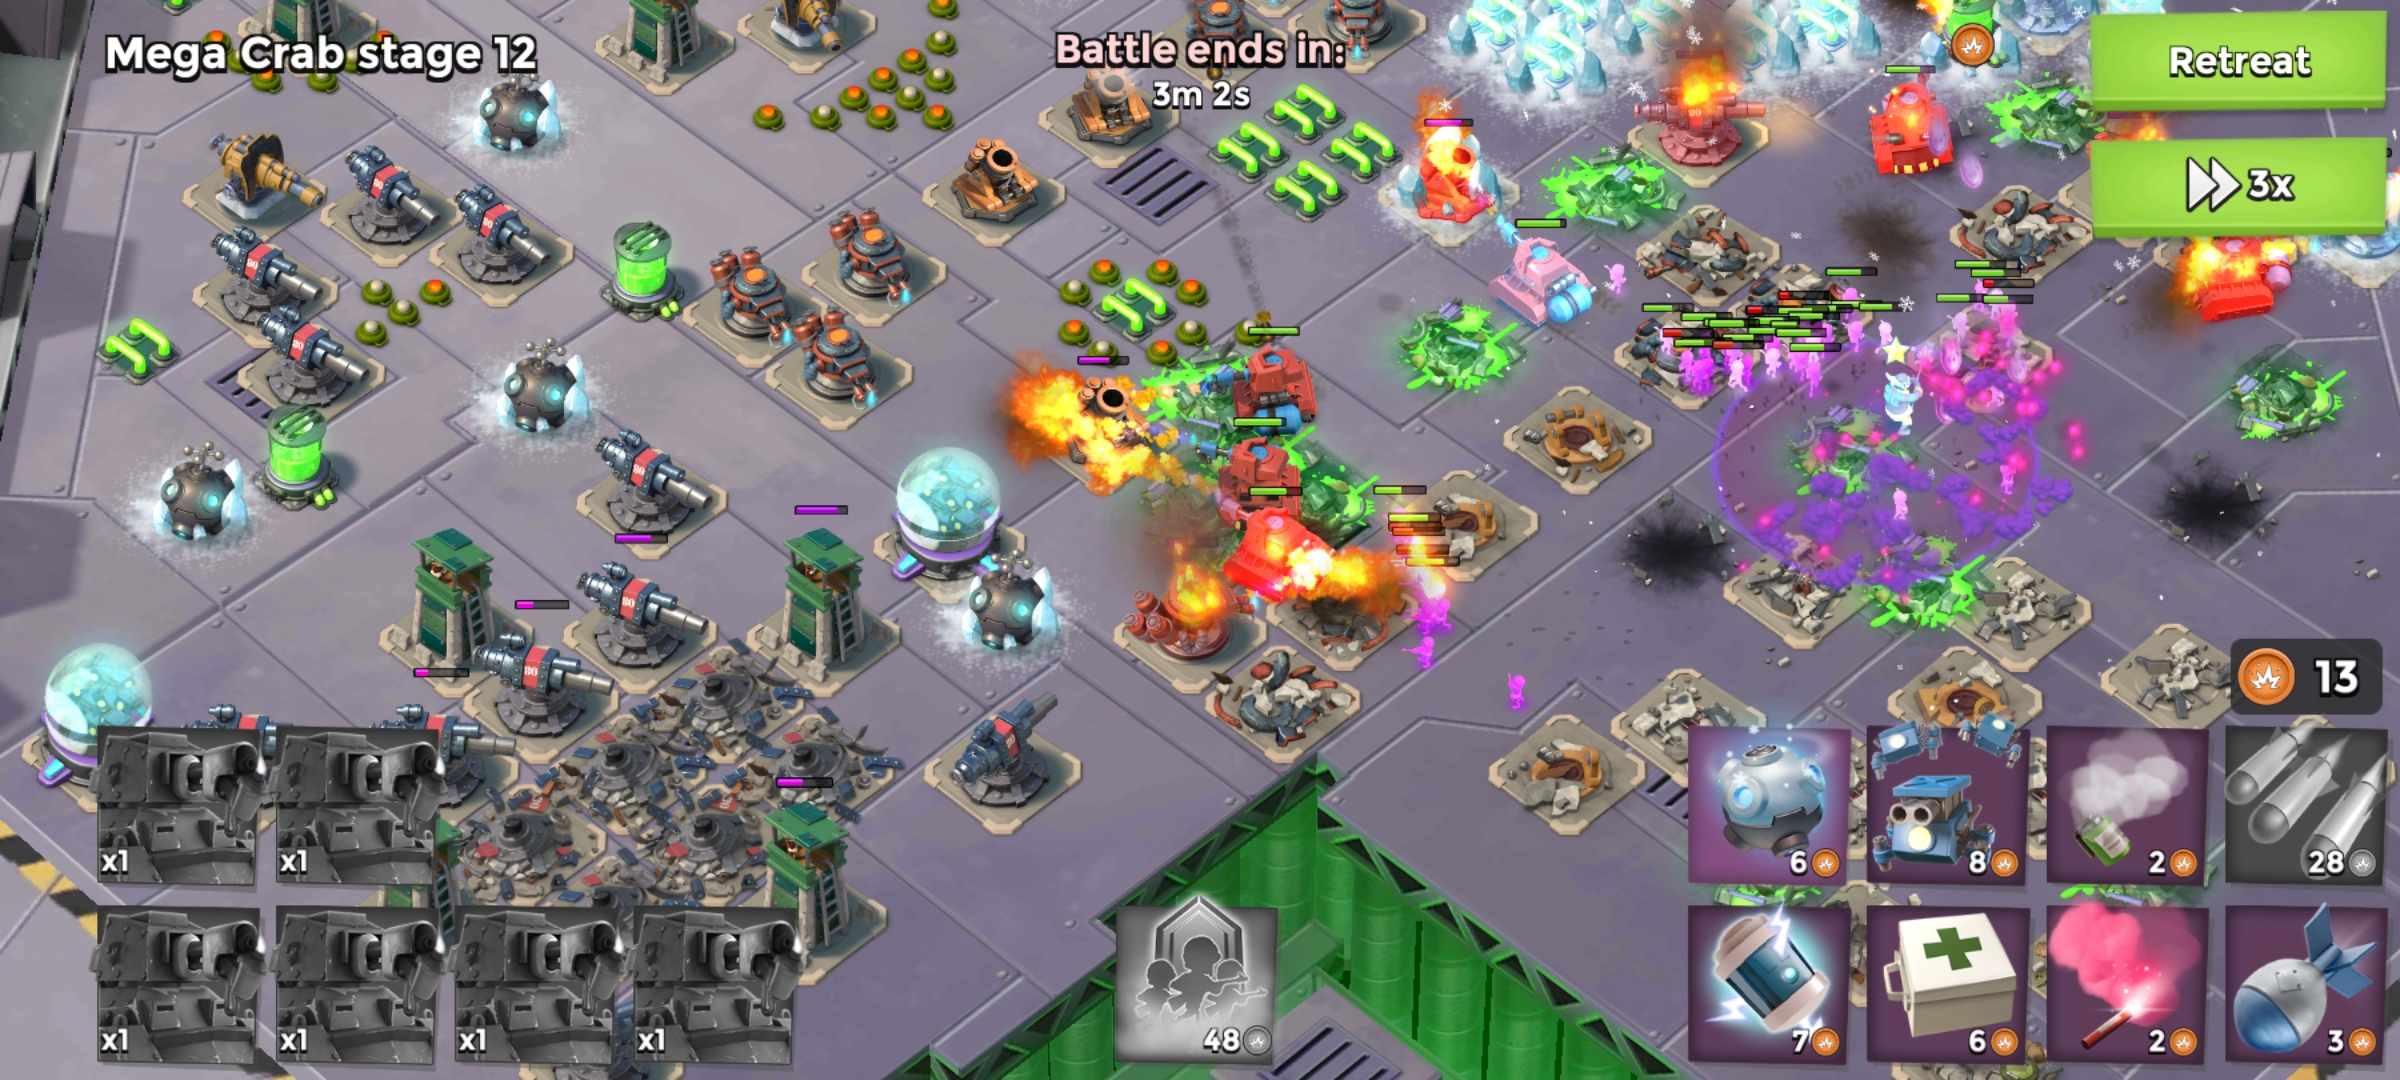 Mega Crab stage 12
Battle ends in:
3m 2s
Retreat
3x
13
6
8
2
28
7
6
2
3
x1
x1
x1
x1
x1
x1
48